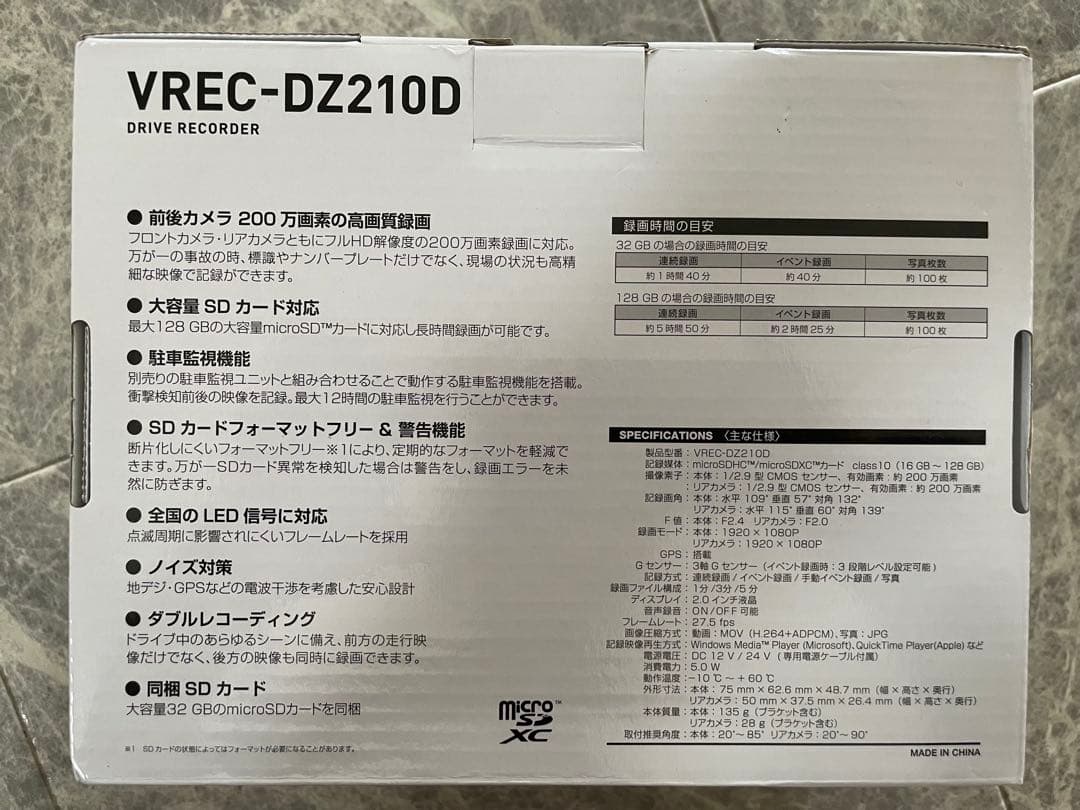 VREC-DZ210D
DRIVE RECORDER
● 前後カメラ 200 万画素の高画質録画
フロントカメラ・リアカメラともにフルHD解像度の200万画素録画に対応。
万が一の事故の時、標識やナンバープレートだけでなく、現場の状況も高精
細な映像で記録ができます。
● 大容量 SD カード対応
最大128 GBの大容量microSD™カードに対応し長時間録画が可能です。
● 駐車監視機能
別売りの駐車監視ユニットと組み合わせることで動作する駐車監視機能を搭載。
衝撃検知前後の映像を記録。最大12時間の駐車監視を行うことができます。
● SD カードフォーマットフリー & 警告機能
断片化しにくいフォーマットフリー※1により、定期的なフォーマットを軽減で
きます。万が一SDカード異常を検知した場合は警告をし、録画エラーを未
然に防ぎます。
● 全国の LED 信号に対応
点滅周期に影響されにくいフレームレートを採用
● ノイズ対策
地デジ・GPSなどの電波干渉を考慮した安心設計
● ダブルレコーディング
ドライブ中のあらゆるシーンに備え、前方の走行映
像だけでなく、後方の映像も同時に録画できます。
● 同梱 SD カード
大容量32 GBのmicroSDカードを同梱
※1 SDカードの状態によってはフォーマットが必要になることがあります。
micro
SD
XC™
録画時間の目安
32 GB の場合の録画時間の目安
連続録画 イベント録画 写真枚数
約 1 時間 40 分 約 40 分 約 100 枚
128 GB の場合の録画時間の目安
連続録画 イベント録画 写真枚数
約 5 時間 50 分 約 2 時間 25 分 約 100 枚
SPECIFICATIONS 〈主な仕様〉
製品型番：VREC-DZ210D
記録媒体：microSDHC™/microSDXC™カード class10（16 GB～128 GB）
撮像素子：本体：1/2.9 型 CMOS センサー、有効画素：約 200 万画素
リアカメラ：1/2.9 型 CMOS センサー、有効画素：約 200 万画素
記録画角：本体：水平 109° 垂直 57° 対角 132°
リアカメラ：水平 115° 垂直 60° 対角 139°
F 値：本体：F2.4 リアカメラ：F2.0
録画モード：本体：1920 × 1080P
リアカメラ：1920 × 1080P
GPS：搭載
G センサー：3軸 G センサー（イベント録画時：3 段階レベル設定可能）
記録方式：連続録画 / イベント録画 / 手動イベント録画 / 写真
録画ファイル構成：1分 /3分 /5分
ディスプレイ：2.0 インチ液晶
音声録音：ON/OFF 可能
フレームレート：27.5 fps
画像圧縮方式：動画：MOV（H.264+ADPCM）、写真：JPG
記録映像再生方式：Windows Media™ Player (Microsoft)、QuickTime Player(Apple) など
電源電圧：DC 12 V / 24 V（専用電源ケーブル付属）
消費電力：5.0 W
動作温度：－10 ℃～＋60 ℃
外形寸法：本体：75 mm × 62.6 mm × 48.7 mm（幅 × 高さ × 奥行）
リアカメラ：50 mm × 37.5 mm × 26.4 mm（幅 × 高さ × 奥行）
本体質量：本体：135 g（ブラケット含む）
リアカメラ：28 g（ブラケット含む）
取付推奨角度：本体：20°～ 85° リアカメラ：20°～ 90°
MADE IN CHINA